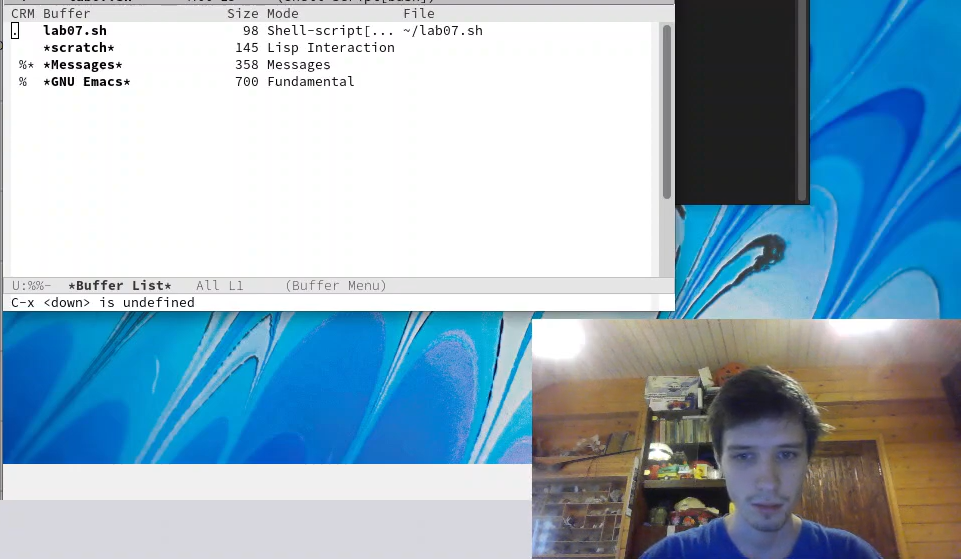 CRM Buffer Size Mode File
. lab07.sh 98 Shell-script[... ~/lab07.sh
*scratch* 145 Lisp Interaction
%* *Messages* 358 Messages
% *GNU Emacs* 700 Fundamental
U:%%- *Buffer List* All L1 (Buffer Menu)
C-x <down> is undefined